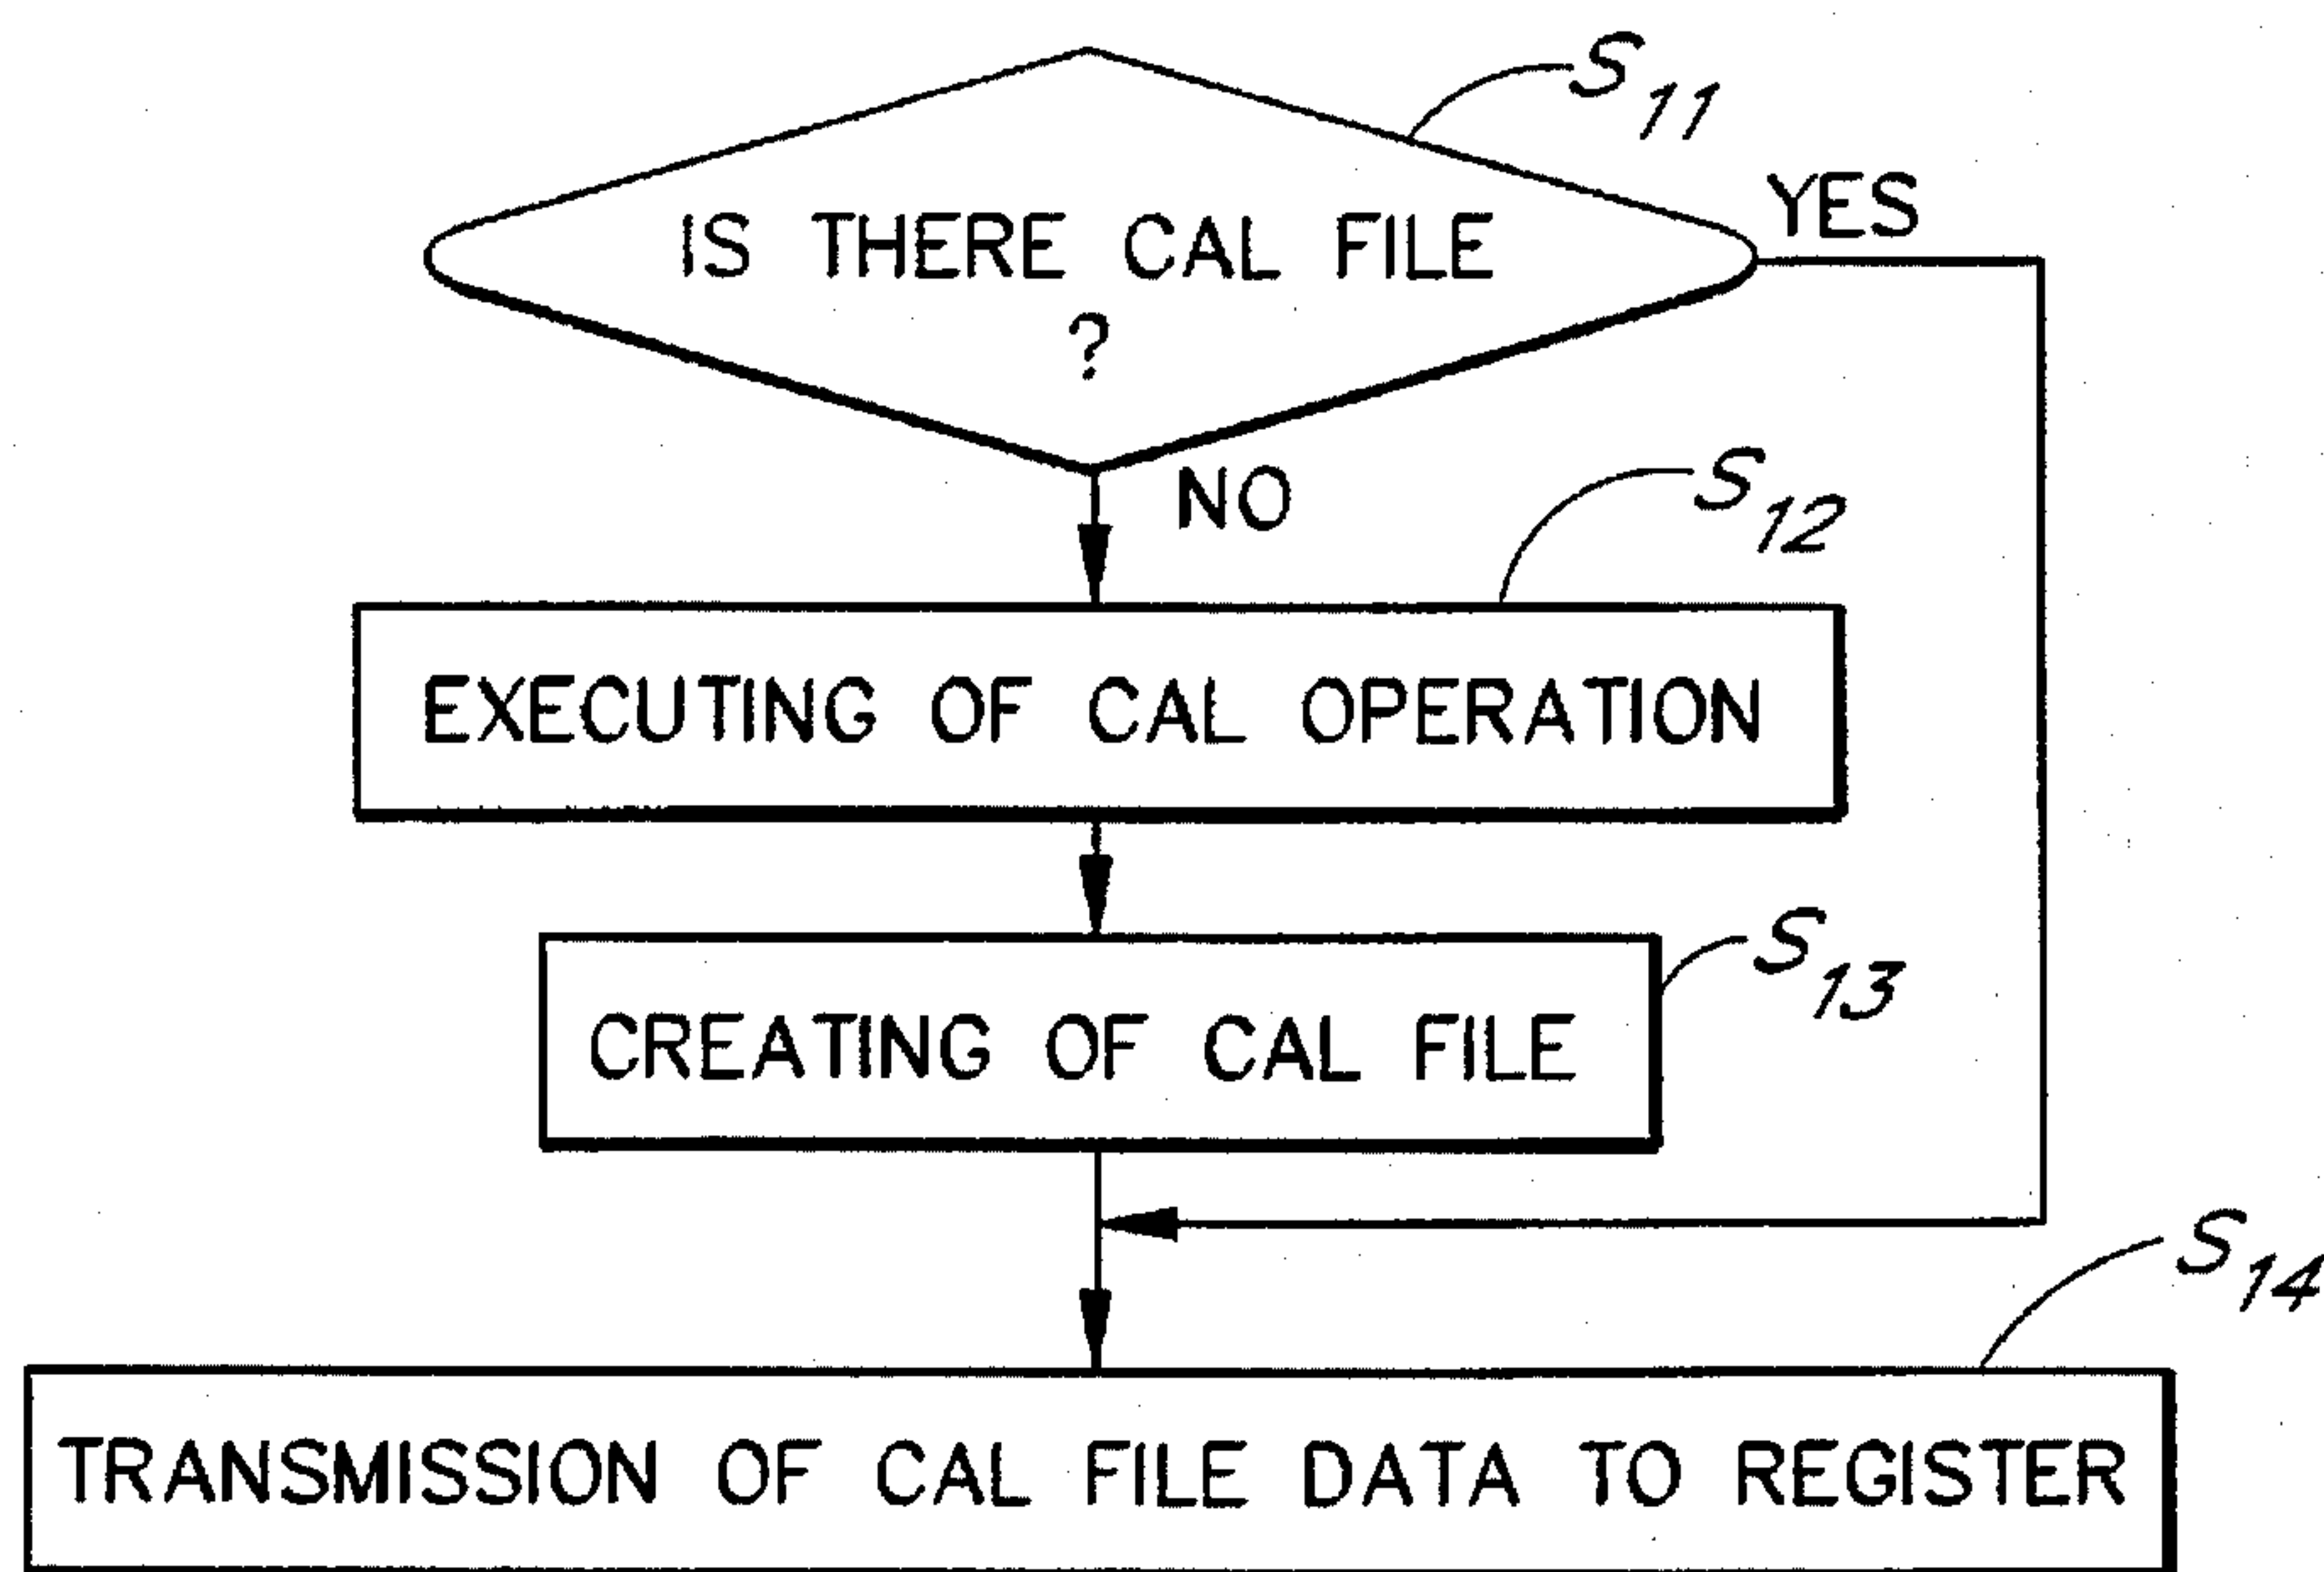 S11
IS THERE CAL FILE
?
YES
NO
S12
EXECUTING OF CAL OPERATION
S13
CREATING OF CAL FILE
S14
TRANSMISSION OF CAL FILE DATA TO REGISTER